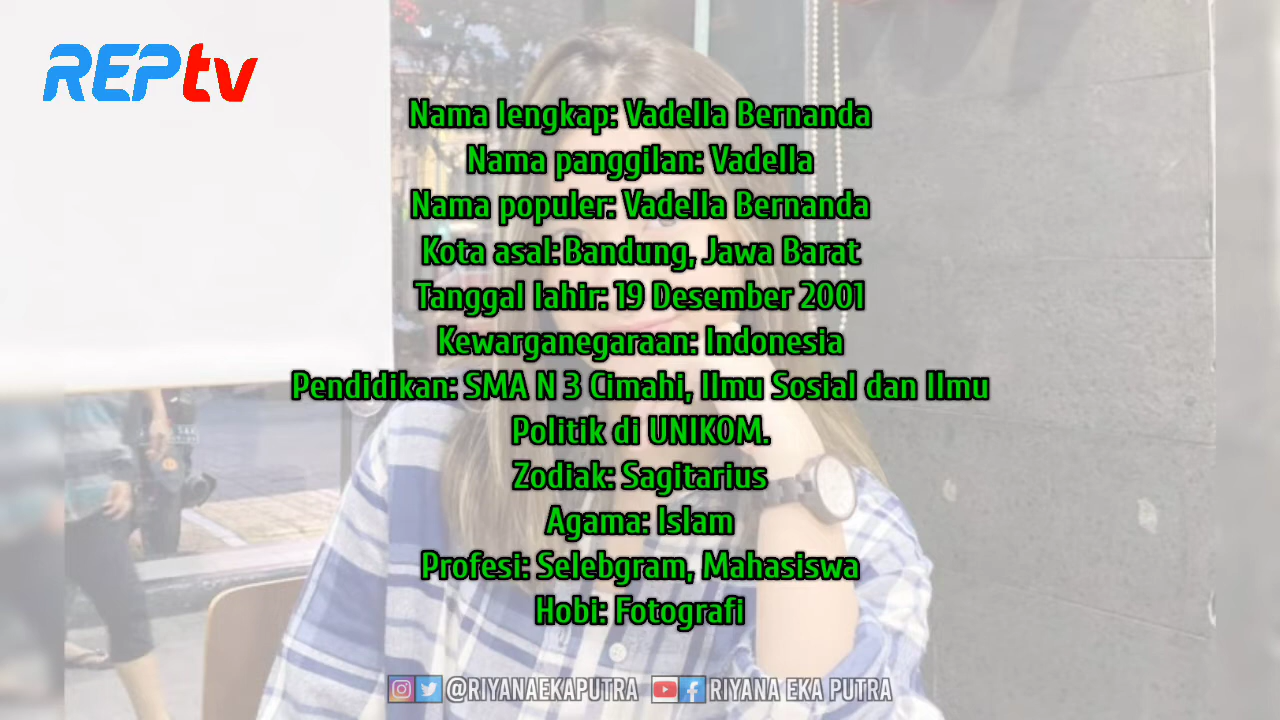 REPtv
Nama lengkap: Vadella Bernanda
Nama panggilan: Vadella
Nama populer: Vadella Bernanda
Kota asal: Bandung, Jawa Barat
Tanggal lahir: 19 Desember 2001
Kewarganegaraan: Indonesia
Pendidikan: SMA N 3 Cimahi, Ilmu Sosial dan Ilmu
Politik di UNIKOM.
Zodiak: Sagitarius
Agama: Islam
Profesi: Selebgram, Mahasiswa
Hobi: Fotografi
@RIYANAEKAPUTRA RIYANA EKA PUTRA